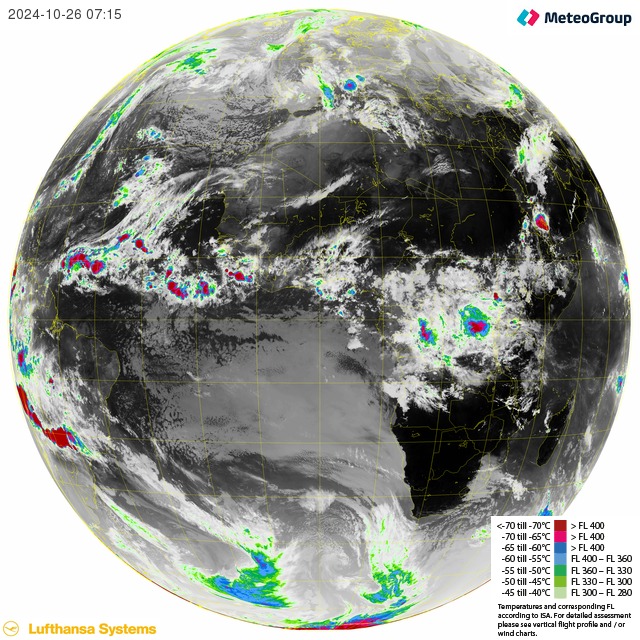 2024-10-26 07:15
MeteoGroup
<-70 till -70°C > FL 400
-70 till -65°C > FL 400
-65 till -60°C > FL 400
-60 till -55°C FL 400 – FL 360
-55 till -50°C FL 360 – FL 330
-50 till -45°C FL 330 – FL 300
-45 till -40°C FL 300 – FL 280
Temperatures and corresponding FL
according to ISA. For detailed assessment
please see vertical flight profile and / or
wind charts.
Lufthansa Systems